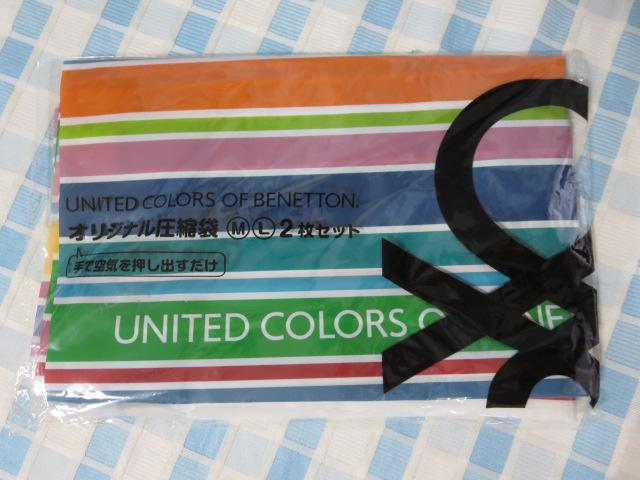 UNITED COLORS OF BENETTON.
オリジナル圧縮袋 Ⓜ Ⓛ 2枚セット
手で空気を押し出すだけ
UNITED COLORS